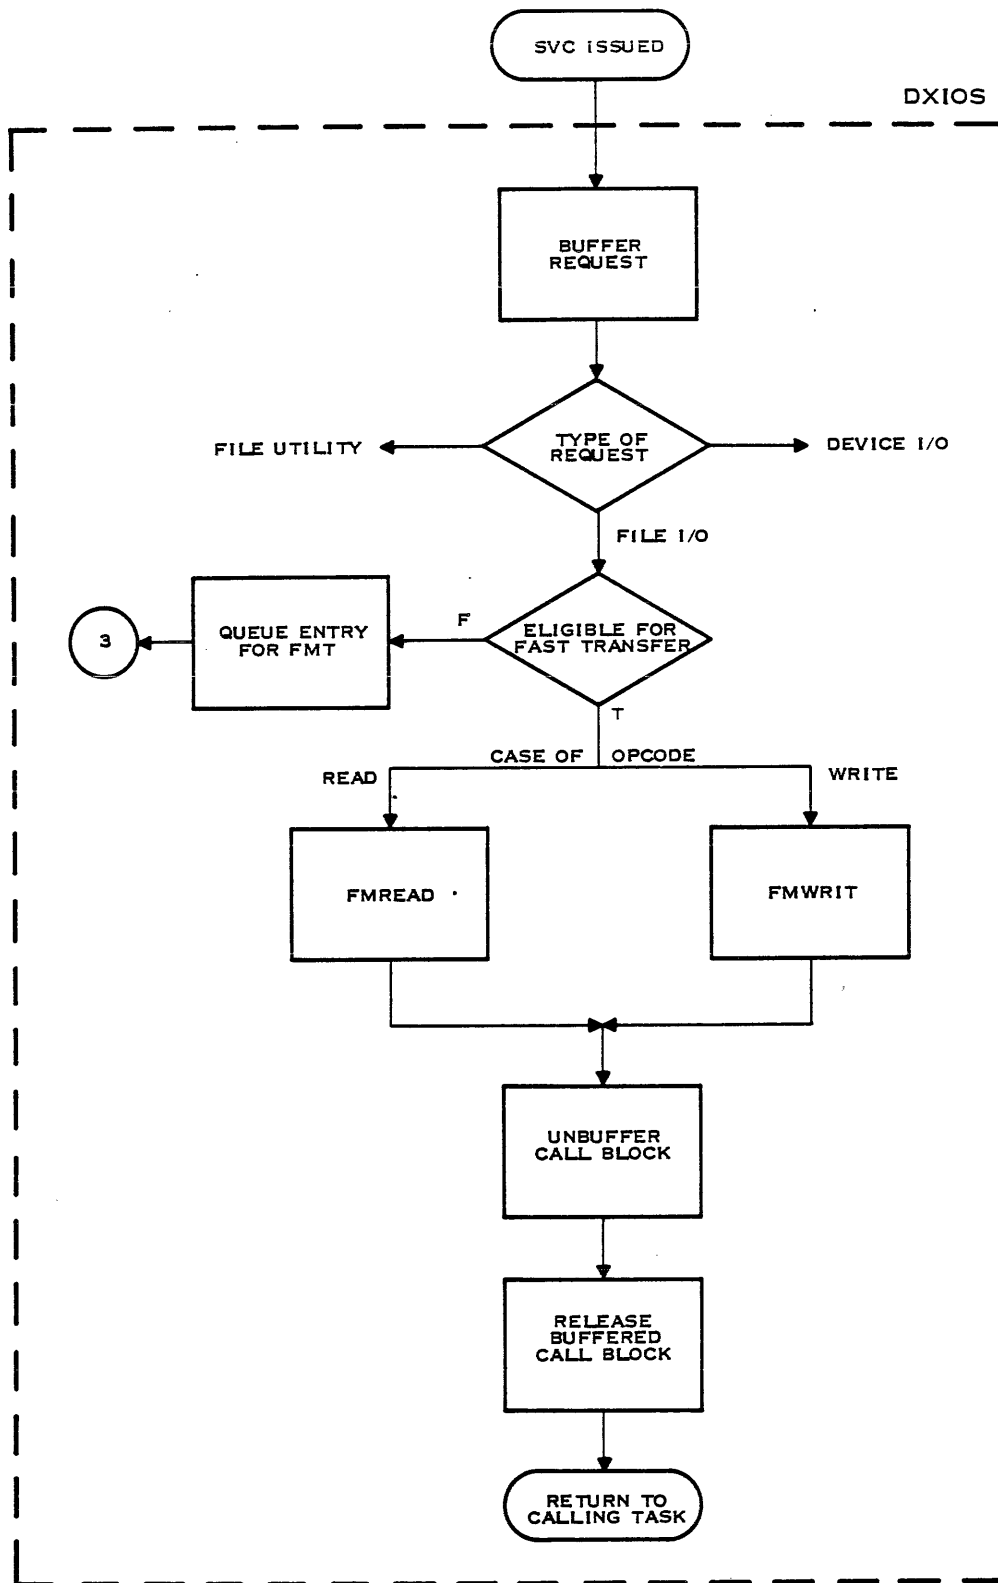 SVC ISSUED
DXIOS
BUFFER
REQUEST
TYPE OF
REQUEST
FILE UTILITY
DEVICE I/O
FILE I/O
ELIGIBLE FOR
FAST TRANSFER
F
QUEUE ENTRY
FOR FMT
3
T
CASE OF OPCODE
READ
WRITE
FMREAD
FMWRIT
UNBUFFER
CALL BLOCK
RELEASE
BUFFERED
CALL BLOCK
RETURN TO
CALLING TASK